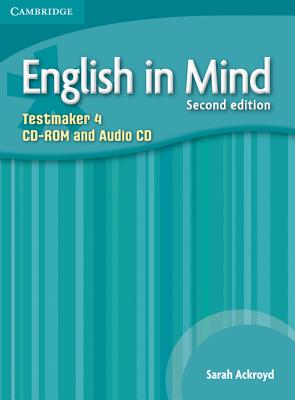 CAMBRIDGE
English in Mind
Second edition
Testmaker 4
CD-ROM and Audio CD
Sarah Ackroyd